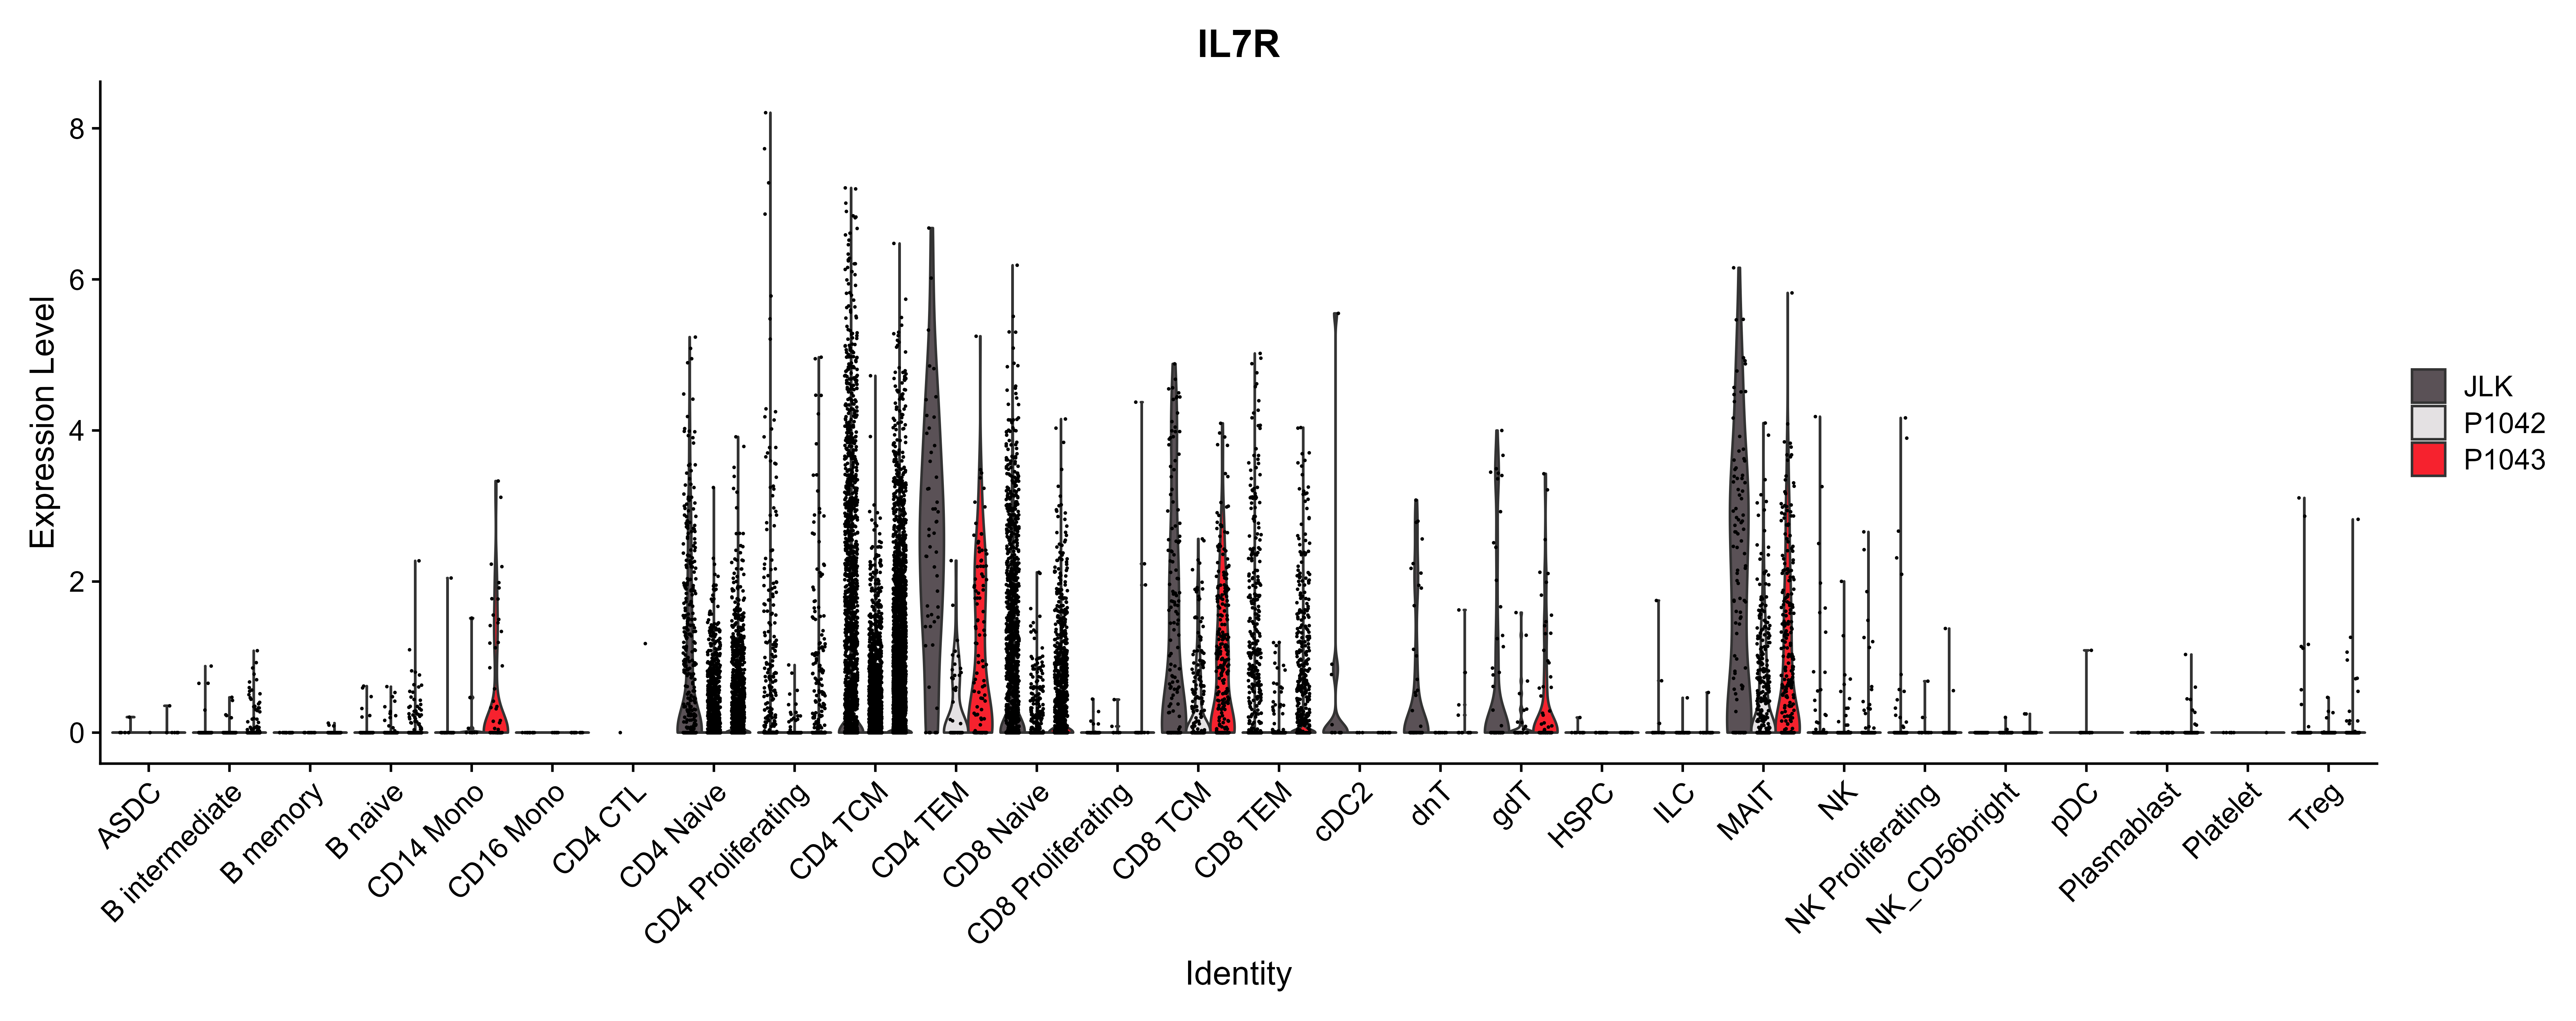 IL7R
Expression Level
8
6
4
2
0
ASDC
B intermediate
B memory
B naive
CD14 Mono
CD16 Mono
CD4 CTL
CD4 Naive
CD4 Proliferating
CD4 TCM
CD4 TEM
CD8 Naive
CD8 Proliferating
CD8 TCM
CD8 TEM
cDC2
dnT
gdT
HSPC
ILC
MAIT
NK
NK Proliferating
NK_CD56bright
pDC
Plasmablast
Platelet
Treg
Identity
JLK
P1042
P1043